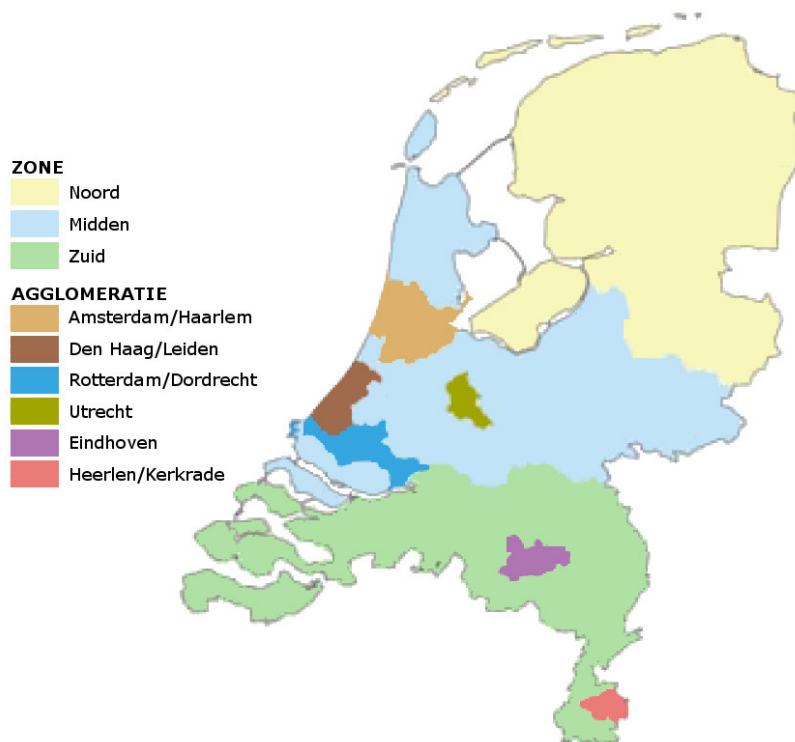 ZONE
Noord
Midden
Zuid
AGGLOMERATIE
Amsterdam/Haarlem
Den Haag/Leiden
Rotterdam/Dordrecht
Utrecht
Eindhoven
Heerlen/Kerkrade